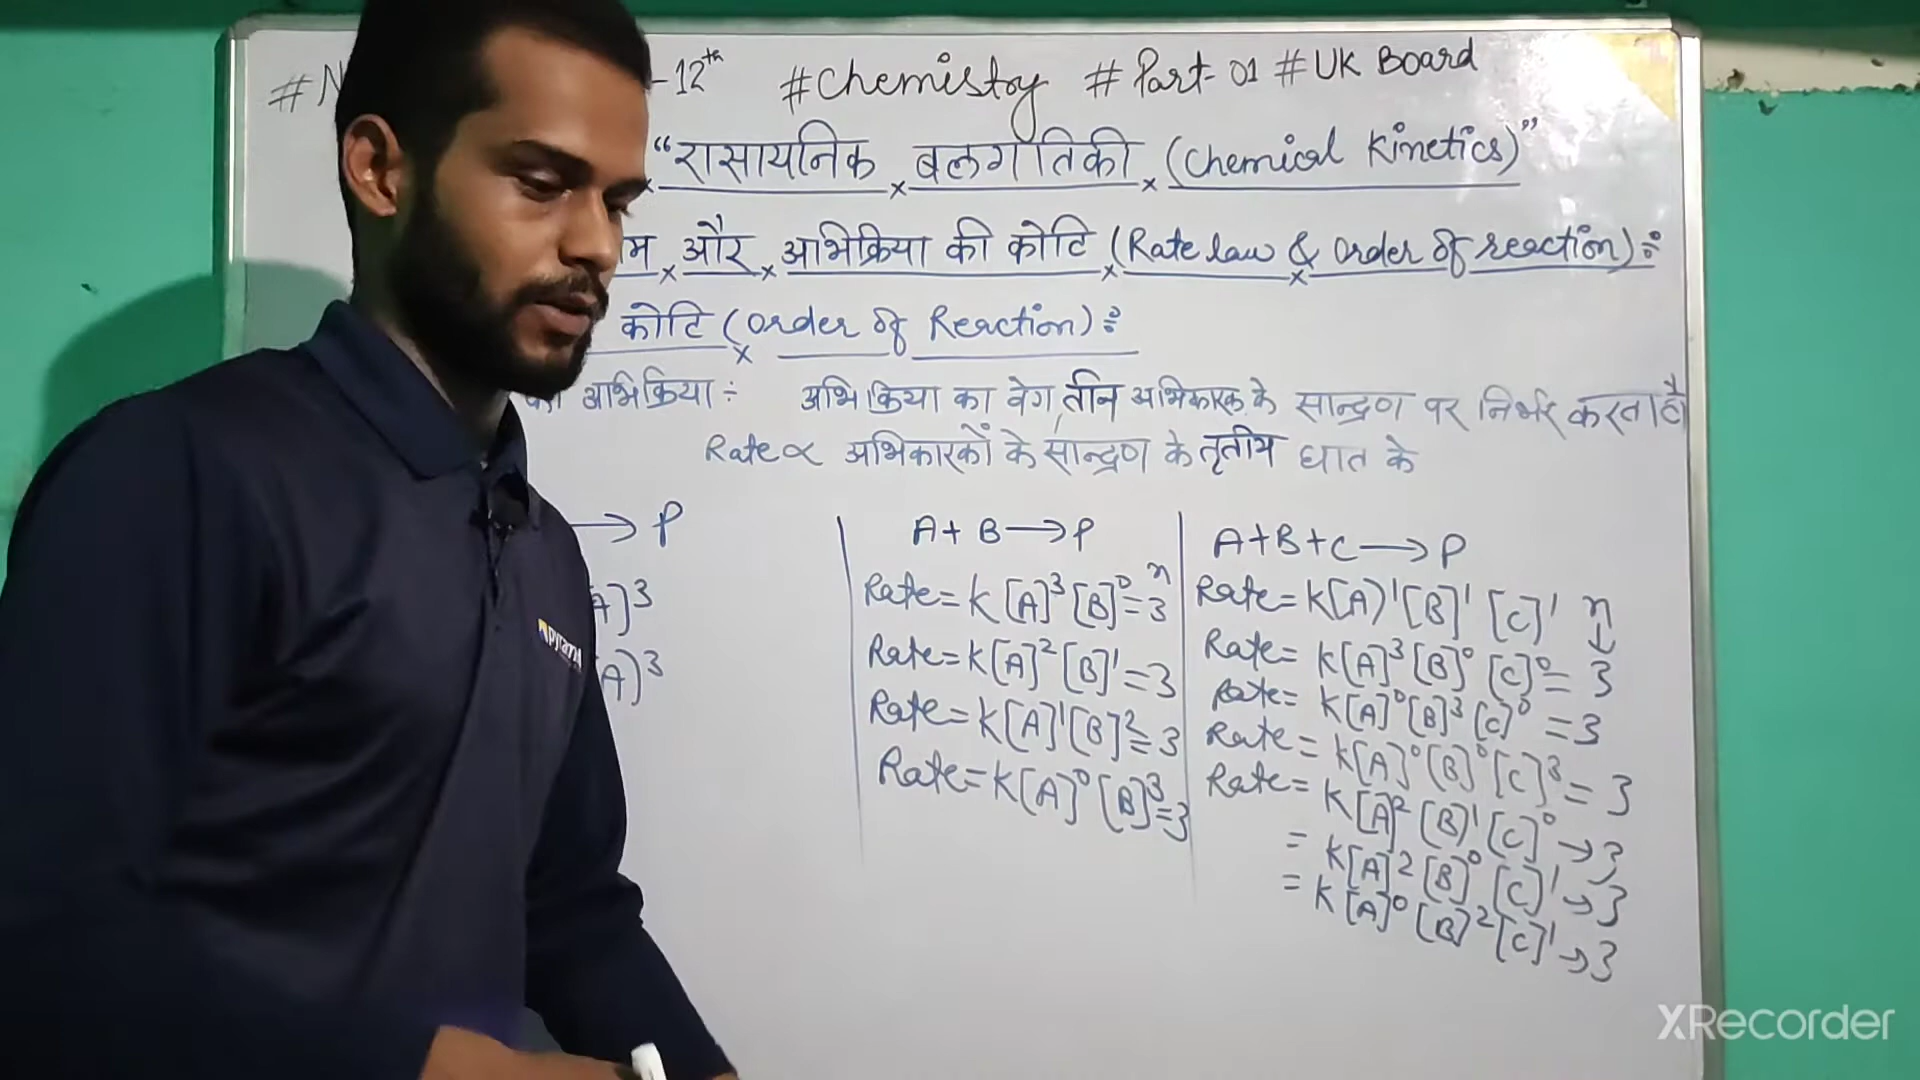 -12th #Chemistry # Part-01 #UK Board
"रासायनिक बलगतिकी (Chemical Kinetics)"
और अभिक्रिया की कोटि (Rate law & Order of reaction) :
कोटि (Order of Reaction) :
अभिक्रिया : अभिक्रिया का वेग तीन अभिकारक के सान्द्रण पर निर्भर करता है
Rate ∝ अभिकारकों के सान्द्रण के तृतीय घात के
→ P
A)³
A)³
A + B → P
Rate = K[A]³[B]⁰ = 3 n
Rate = K[A]²[B]¹ = 3
Rate = K[A]¹[B]² = 3
Rate = K[A]⁰[B]³ = 3
A+B+C → P
Rate = K[A]¹[B]¹[C]¹ n
↓
Rate = K[A]³[B]⁰[C]⁰ = 3
Rate = K[A]⁰[B]³[C]⁰ = 3
Rate = K[A]⁰[B]⁰[C]³ = 3
Rate = K[A]²[B]¹[C]⁰ → 3
= K[A]²[B]⁰[C]¹ → 3
= K[A]⁰[B]²[C]¹ → 3
XRecorder